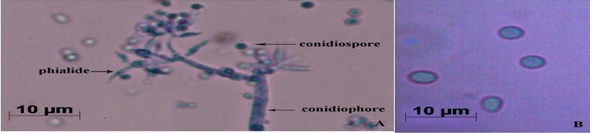 conidiospore
phialide
conidiophore
10 µm
A
10 µm
B